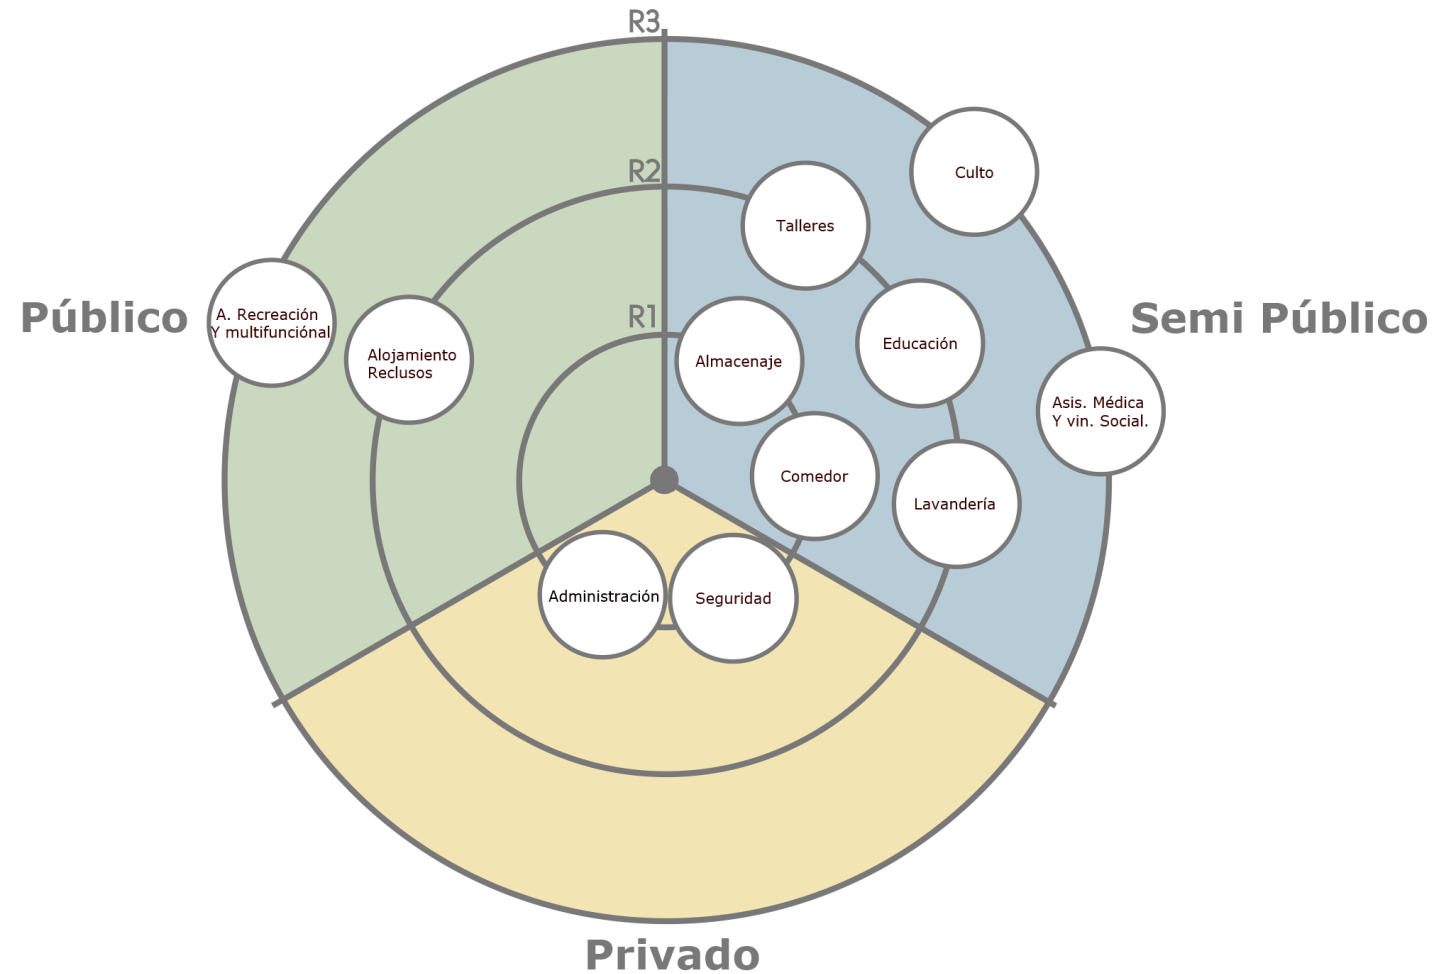 R3
R2
R1
Culto
Talleres
Público
Semi Público
A. Recreación
Y multifunciónal
Alojamiento
Reclusos
Almacenaje
Educación
Asis. Médica
Y vin. Social.
Comedor
Lavandería
Administración
Seguridad
Privado